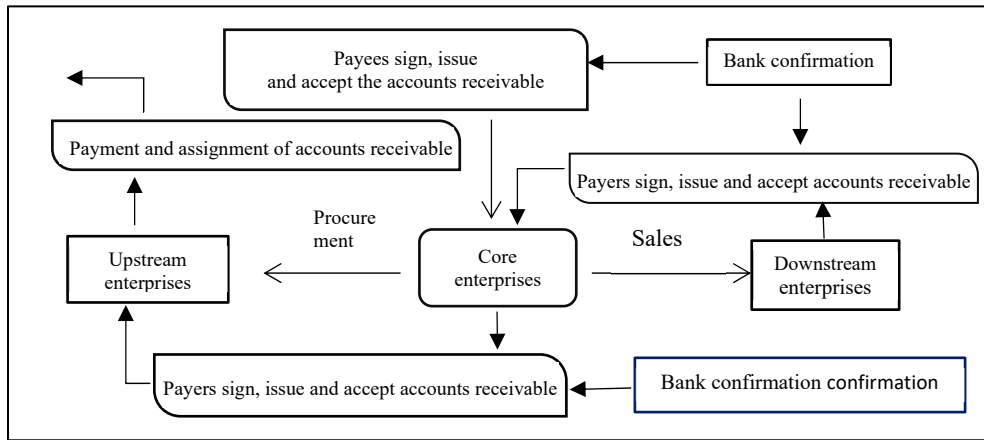 Payees sign, issue
and accept the accounts receivable
Bank confirmation
Payment and assignment of accounts receivable
Payers sign, issue and accept accounts receivable
Procure
ment
Sales
Upstream
enterprises
Core
enterprises
Downstream
enterprises
Payers sign, issue and accept accounts receivable
Bank confirmation confirmation